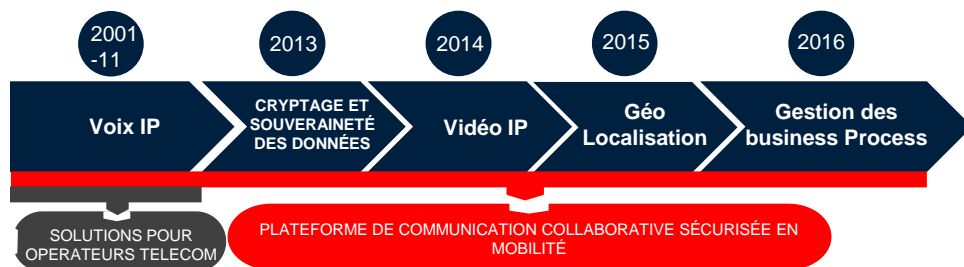 2001
-11
2013
2014
2015
2016
Voix IP
CRYPTAGE ET
SOUVERAINETÉ
DES DONNÉES
Vidéo IP
Géo
Localisation
Gestion des
business Process
SOLUTIONS POUR
OPERATEURS TELECOM
PLATEFORME DE COMMUNICATION COLLABORATIVE SÉCURISÉE EN
MOBILITÉ